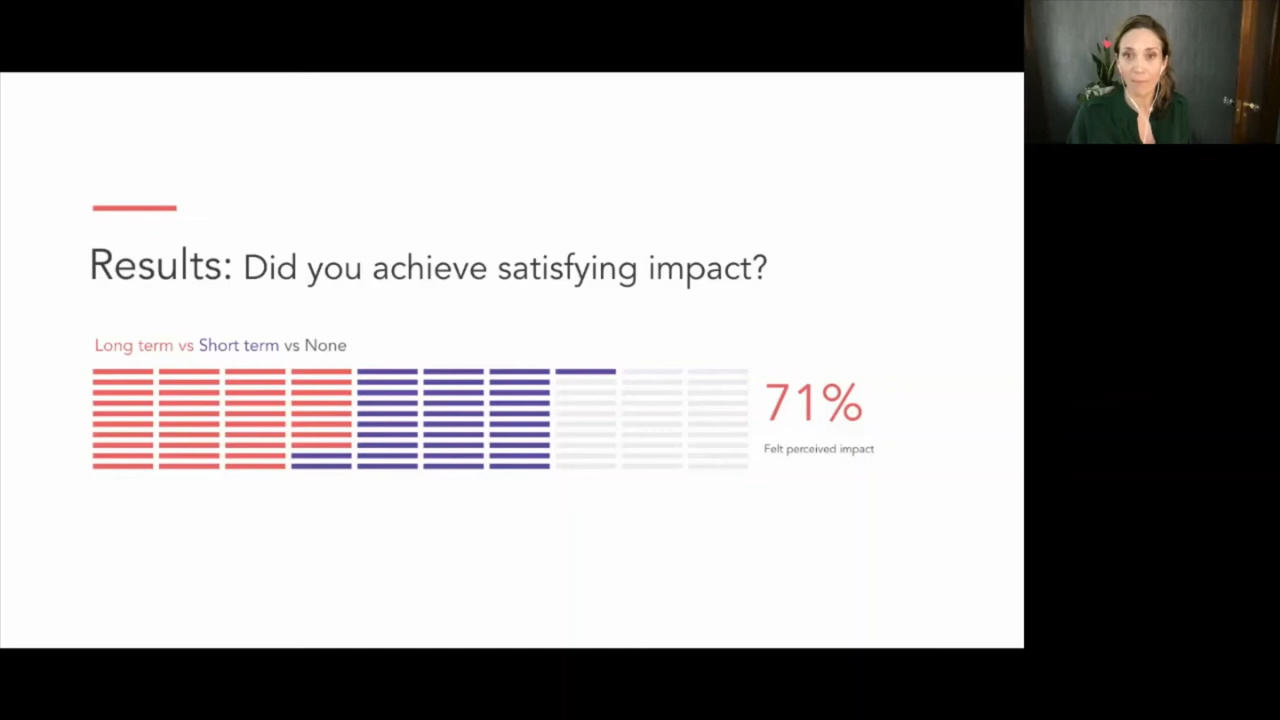 Results: Did you achieve satisfying impact?
Long term vs Short term vs None
71%
Felt perceived impact